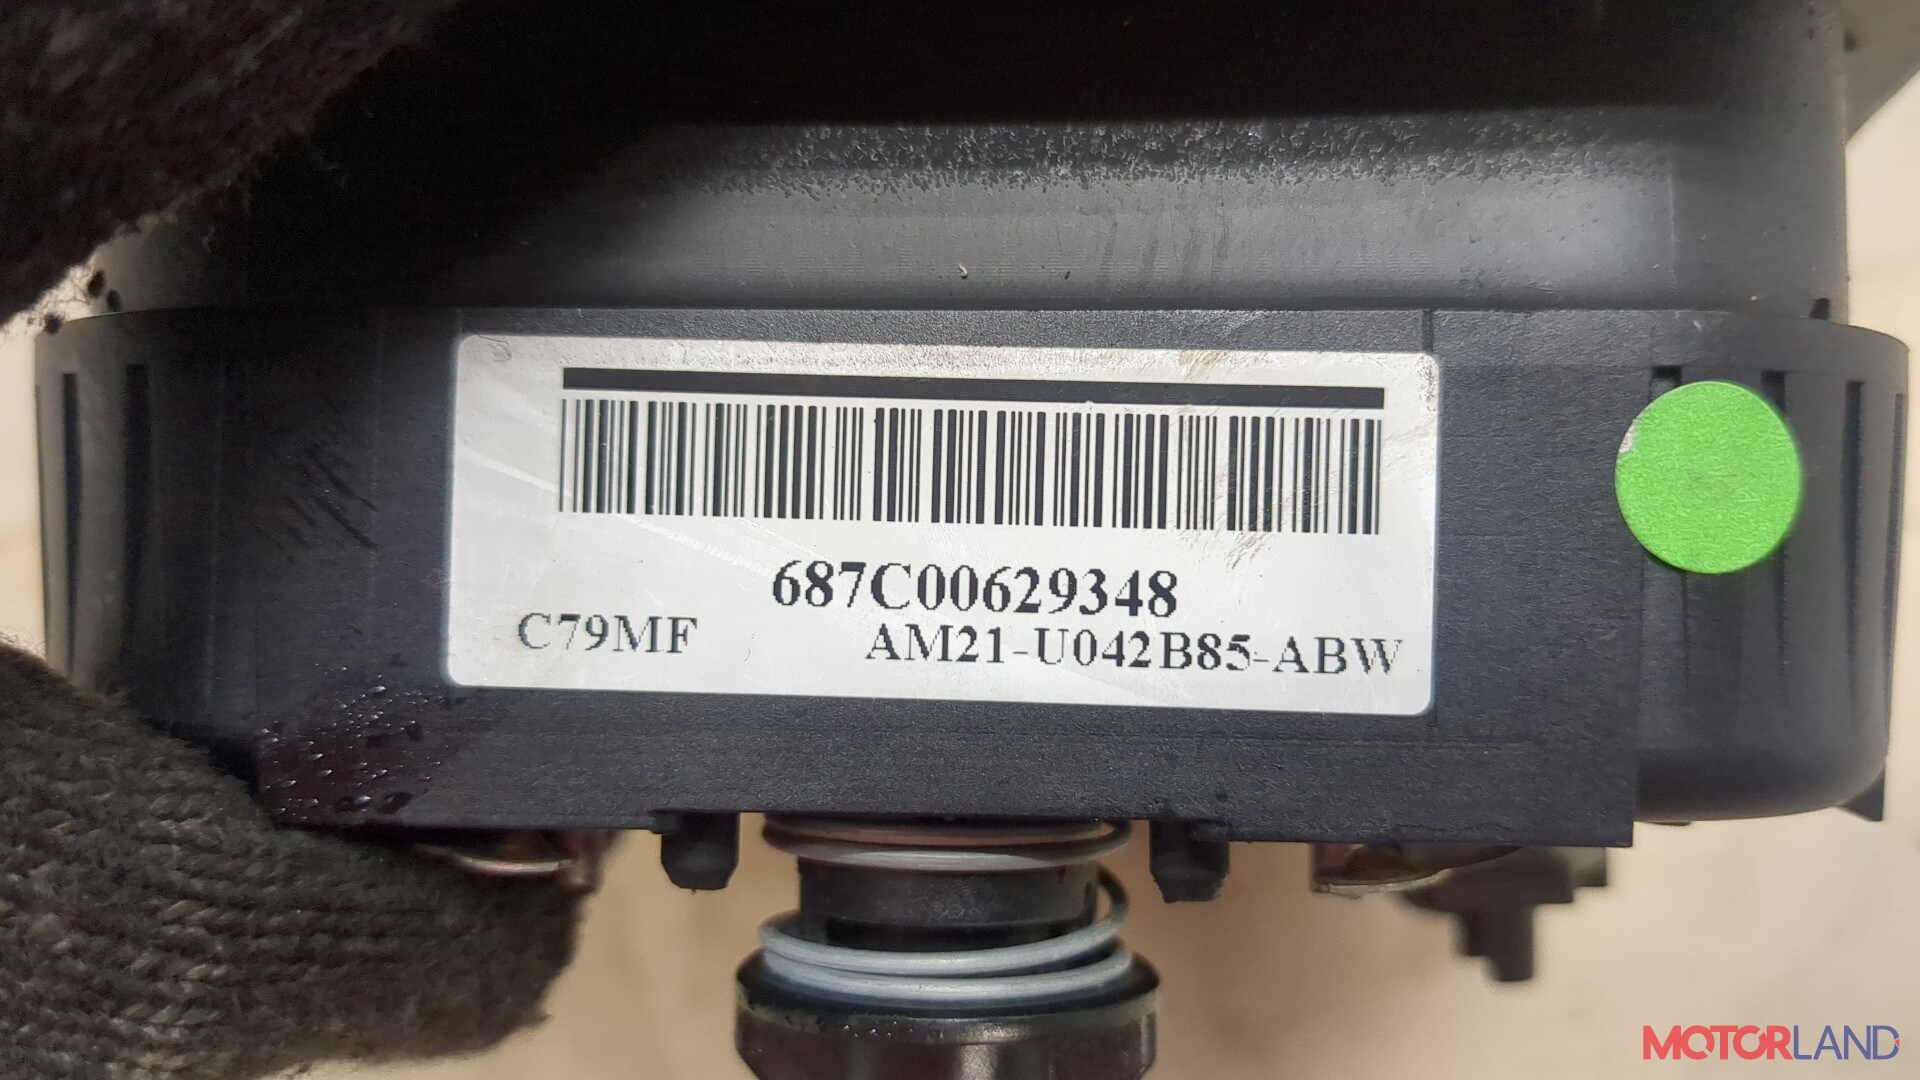 687C00629348
C79MF AM21-U042B85-ABW
MOTORLAND